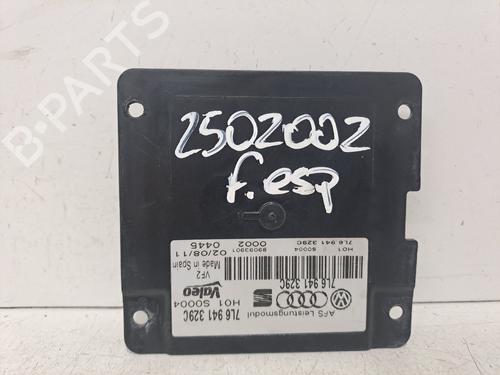 B-PARTS
2502002
f.esp
AFS Leistungsmodul
7L6 941 329C
Valeo
7L6 941 329C H01 S0004
VF2
Made in Spain
02/08/11 0445
89093901 0002
H01 S0004
7L6 941 329C